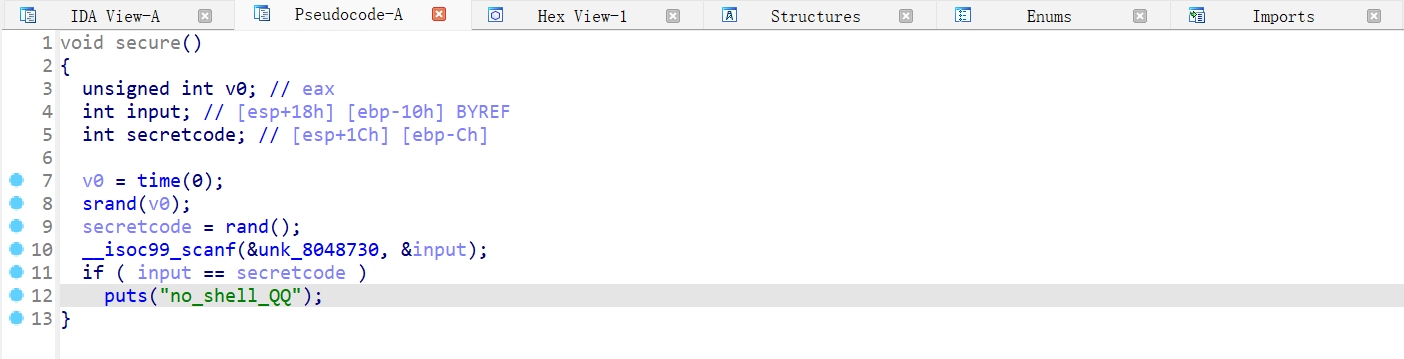 IDA View-A Pseudocode-A Hex View-1 Structures Enums Imports
1 void secure()
2 {
3 unsigned int v0; // eax
4 int input; // [esp+18h] [ebp-10h] BYREF
5 int secretcode; // [esp+1Ch] [ebp-Ch]
6
7 v0 = time(0);
8 srand(v0);
9 secretcode = rand();
10 __isoc99_scanf(&unk_8048730, &input);
11 if ( input == secretcode )
12 puts("no_shell_QQ");
13 }